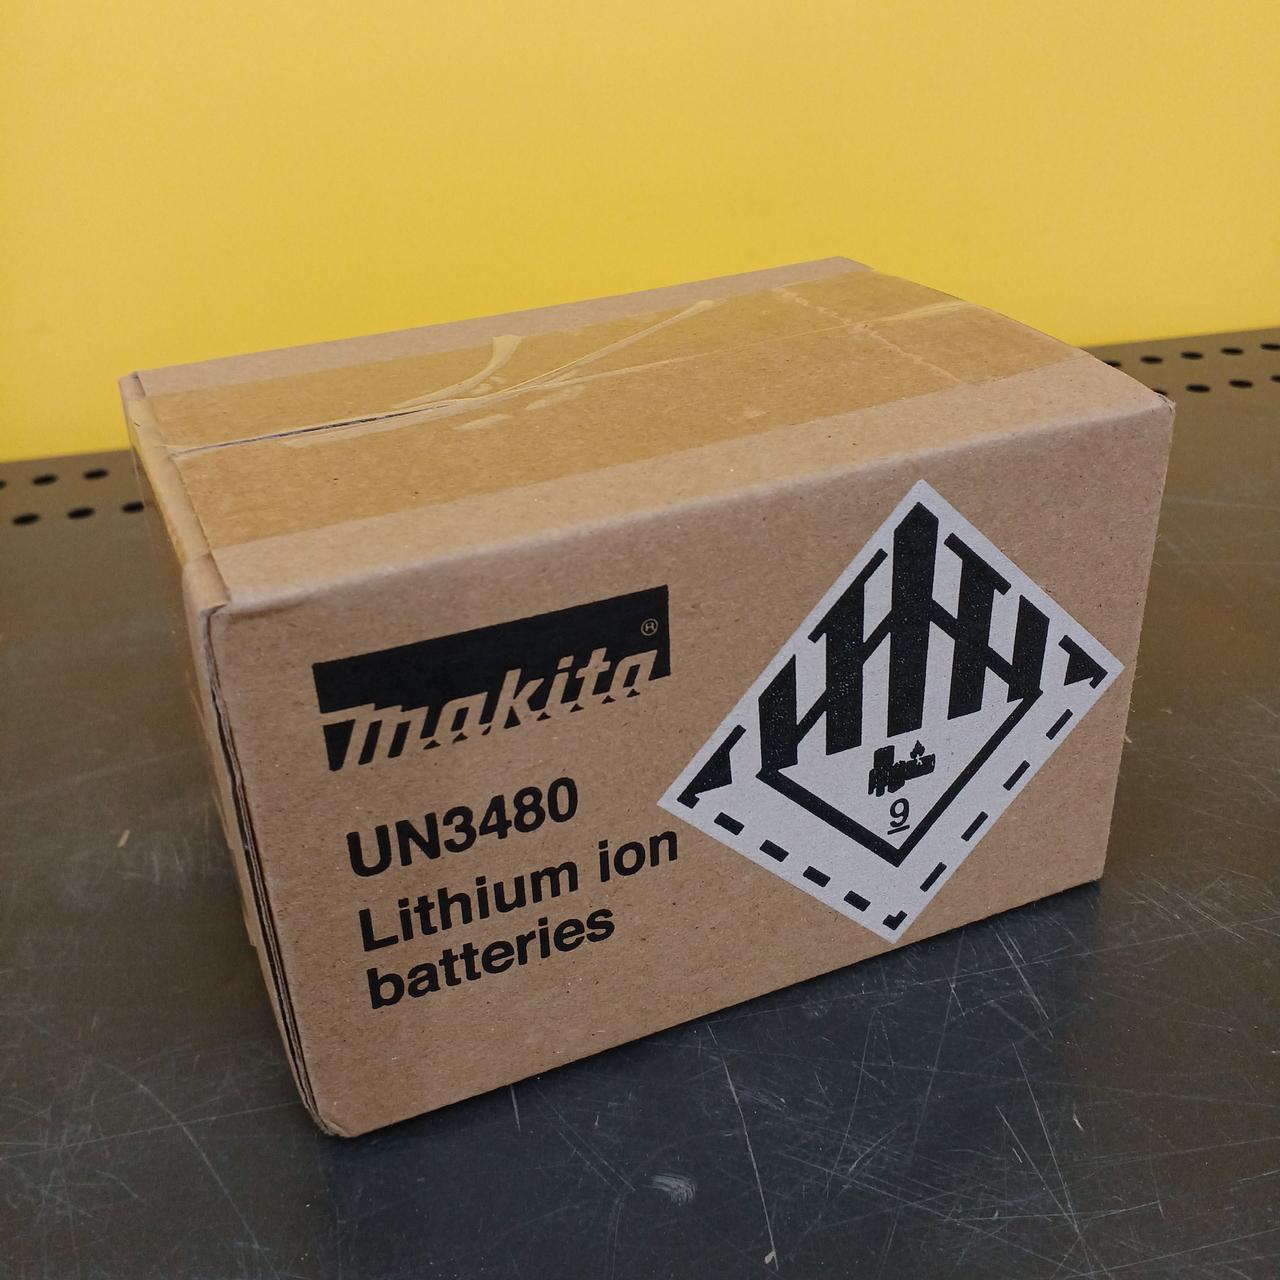 makita®
UN3480
Lithium ion
batteries
9